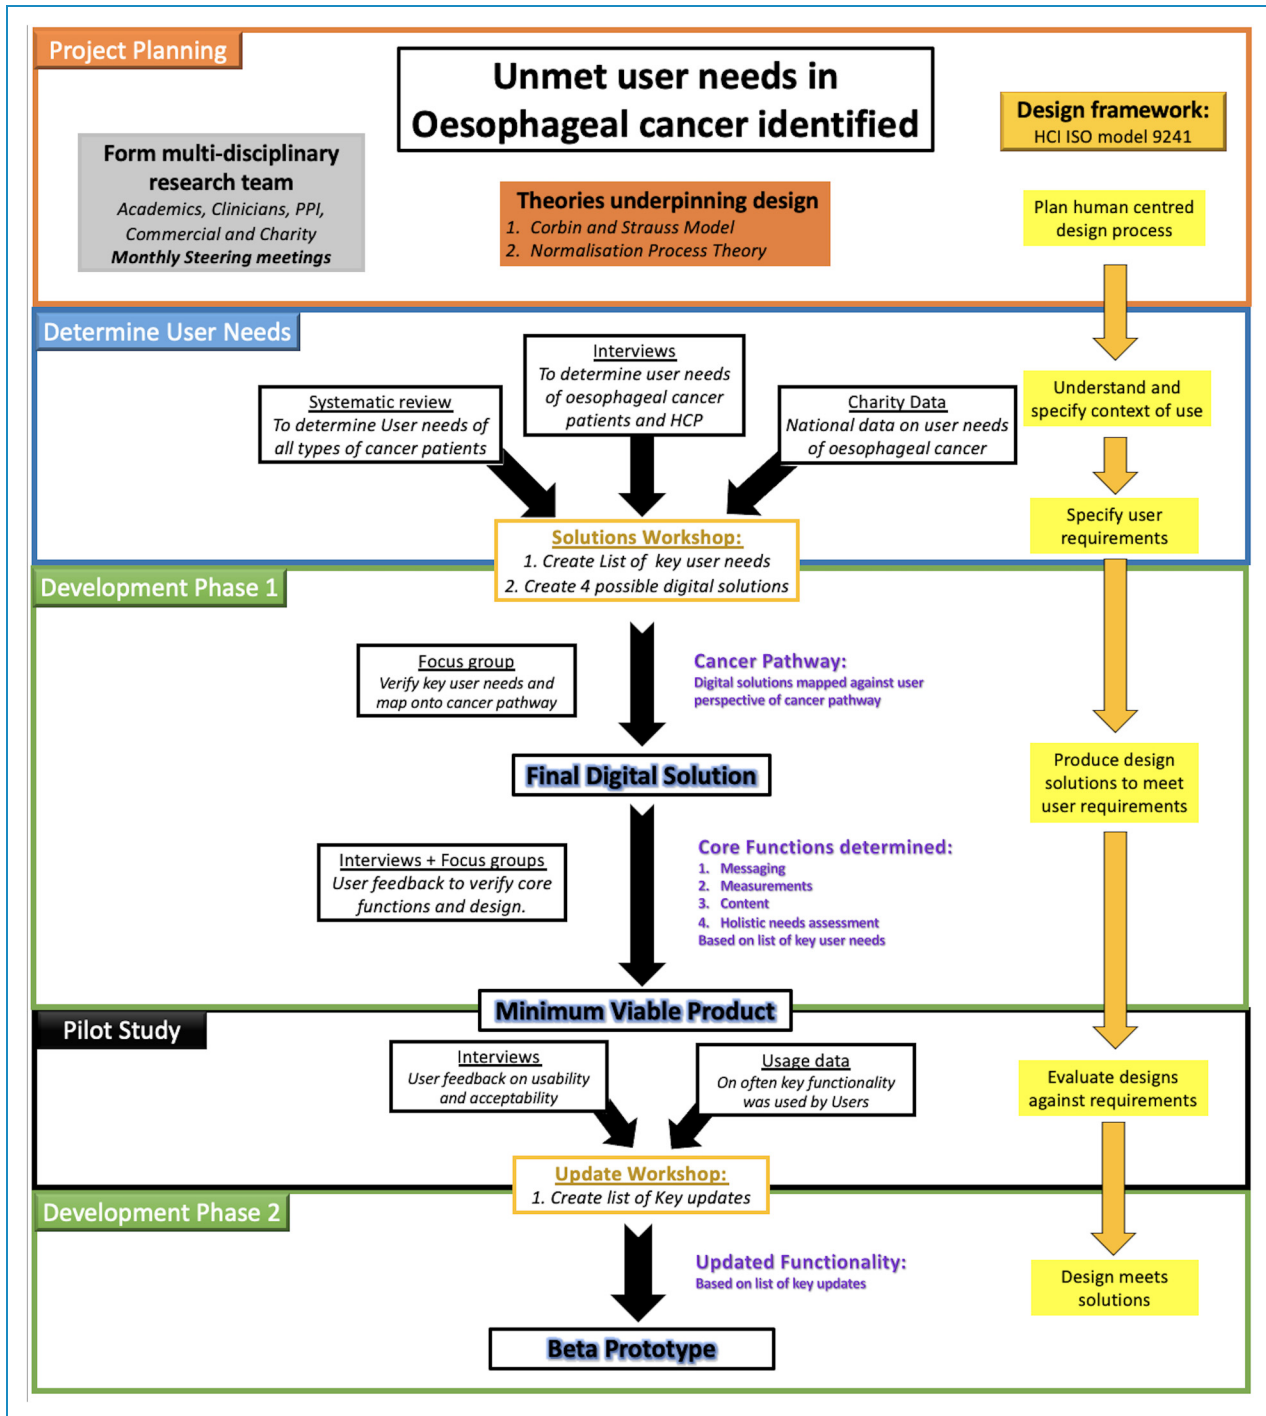 Project Planning
Unmet user needs in
Oesophageal cancer identified
Design framework:
HCI ISO model 9241
Form multi-disciplinary
research team
Academics, Clinicians, PPI,
Commercial and Charity
Monthly Steering meetings
Theories underpinning design
1. Corbin and Strauss Model
2. Normalisation Process Theory
Plan human centred
design process
Determine User Needs
Systematic review
To determine User needs of
all types of cancer patients
Interviews
To determine user needs
of oesophageal cancer
patients and HCP
Charity Data
National data on user needs
of oesophageal cancer
Understand and
specify context of use
Specify user
requirements
Solutions Workshop:
1. Create List of key user needs
2. Create 4 possible digital solutions
Development Phase 1
Focus group
Verify key user needs and
map onto cancer pathway
Cancer Pathway:
Digital solutions mapped against user
perspective of cancer pathway
Final Digital Solution
Produce design
solutions to meet
user requirements
Interviews + Focus groups
User feedback to verify core
functions and design.
Core Functions determined:
1. Messaging
2. Measurements
3. Content
4. Holistic needs assessment
Based on list of key user needs
Minimum Viable Product
Pilot Study
Interviews
User feedback on usability
and acceptability
Usage data
On often key functionality
was used by Users
Evaluate designs
against requirements
Update Workshop:
1. Create list of Key updates
Development Phase 2
Updated Functionality:
Based on list of key updates
Design meets
solutions
Beta Prototype